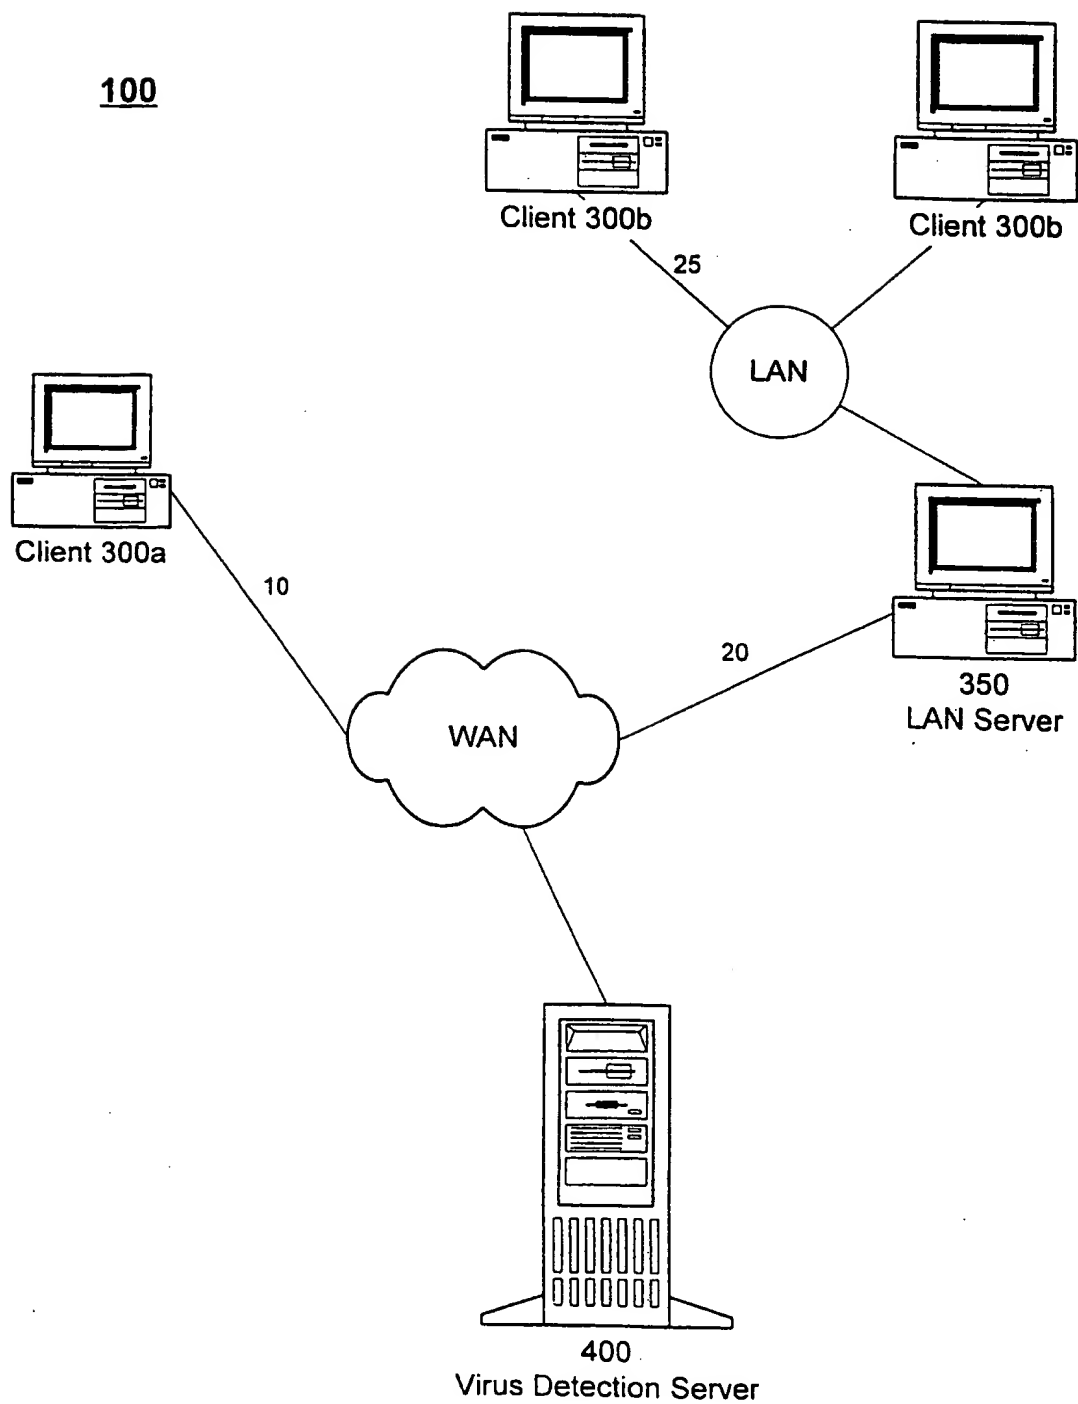 100
Client 300b
Client 300b
25
LAN
Client 300a
10
20
350
LAN Server
WAN
400
Virus Detection Server